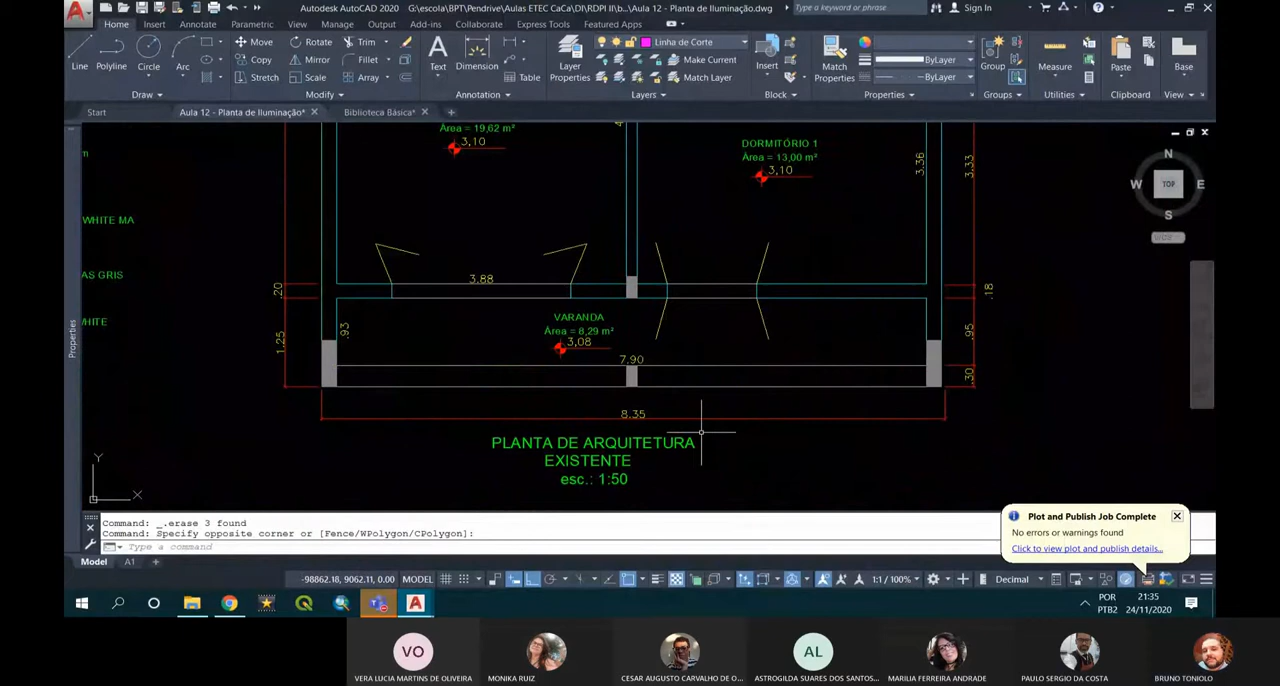 Autodesk AutoCAD 2020 G:\escola\BPT\Pendrive\Aulas ETEC CaCa\DI\RDPI II\b...\Aula 12 - Planta de Iluminação.dwg
Type a keyword or phrase
Sign In
Home Insert Annotate Parametric View Manage Output Add-ins Collaborate Express Tools Featured Apps
Line Polyline Circle Arc
Move Rotate Trim
Copy Mirror Fillet
Stretch Scale Array
Text Dimension Table
Layer Properties
Linha de Corte
Make Current
Match Layer
Insert
Match Properties
ByLayer
ByLayer
Group
Measure
Paste
Base
Draw Modify Annotation Layers Block Properties Groups Utilities Clipboard View
Start Aula 12 - Planta de Iluminação* Biblioteca Básica*
Área = 19,62 m²
3,10
DORMITÓRIO 1
Área = 13,00 m²
3,10
3.36
3.33
WHITE MA
AS GRIS
WHITE
N
W TOP E
S
3.88
.20
.18
VARANDA
Área = 8,29 m²
3,08
.93
1.25
.95
7.90
.30
8.35
PLANTA DE ARQUITETURA
EXISTENTE
esc.: 1:50
Properties
Y
X
Command: _.erase 3 found
Command: Specify opposite corner or [Fence/WPolygon/CPolygon]:
Type a command
Plot and Publish Job Complete
No errors or warnings found
Click to view plot and publish details...
Model A1
-98862.18, 9062.11, 0.00 MODEL 1:1 / 100% Decimal
POR
PTB2
21:35
24/11/2020
VO
AL
VERA LUCIA MARTINS DE OLIVEIRA MONIKA RUIZ CESAR AUGUSTO CARVALHO DE O... ASTROGILDA SUARES DOS SANTOS... MARILIA FERREIRA ANDRADE PAULO SERGIO DA COSTA BRUNO TONIOLO